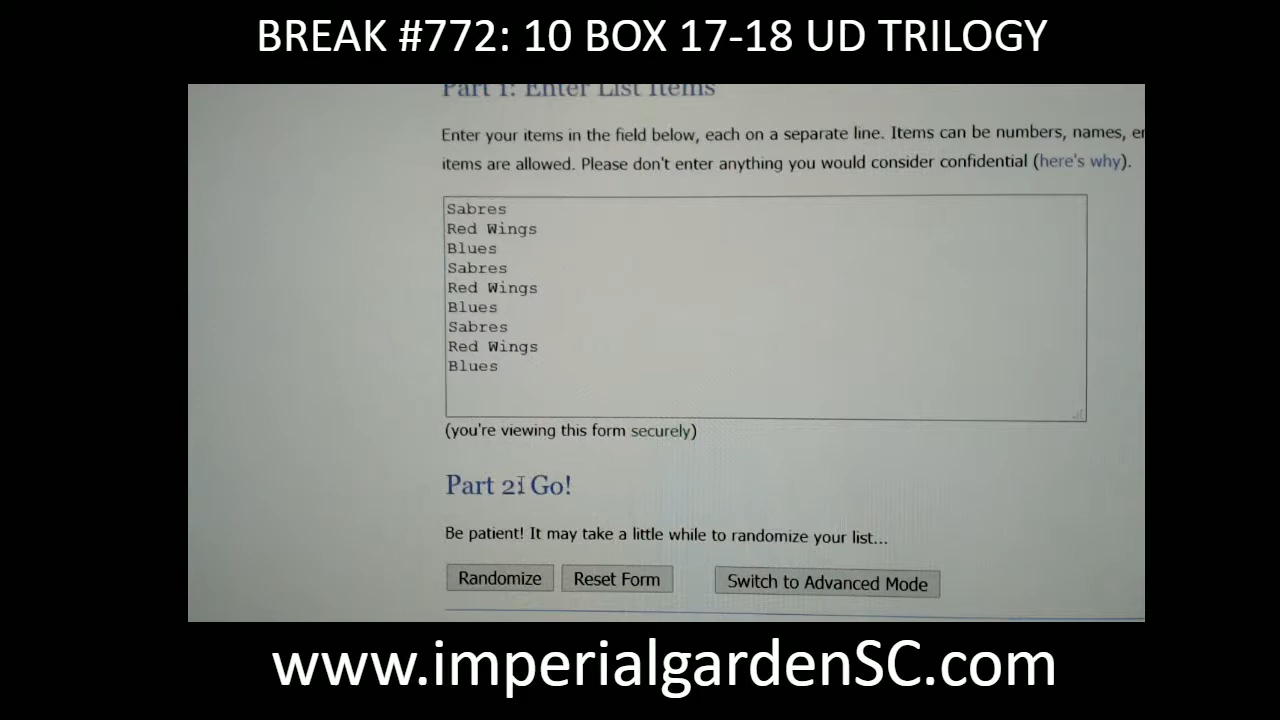 BREAK #772: 10 BOX 17-18 UD TRILOGY
Part 1: Enter List Items
Enter your items in the field below, each on a separate line. Items can be numbers, names,
items are allowed. Please don't enter anything you would consider confidential (here's why).
Sabres
Red Wings
Blues
Sabres
Red Wings
Blues
Sabres
Red Wings
Blues
(you're viewing this form securely)
Part 2: Go!
Be patient! It may take a little while to randomize your list...
Randomize Reset Form Switch to Advanced Mode
www.imperialgardenSC.com